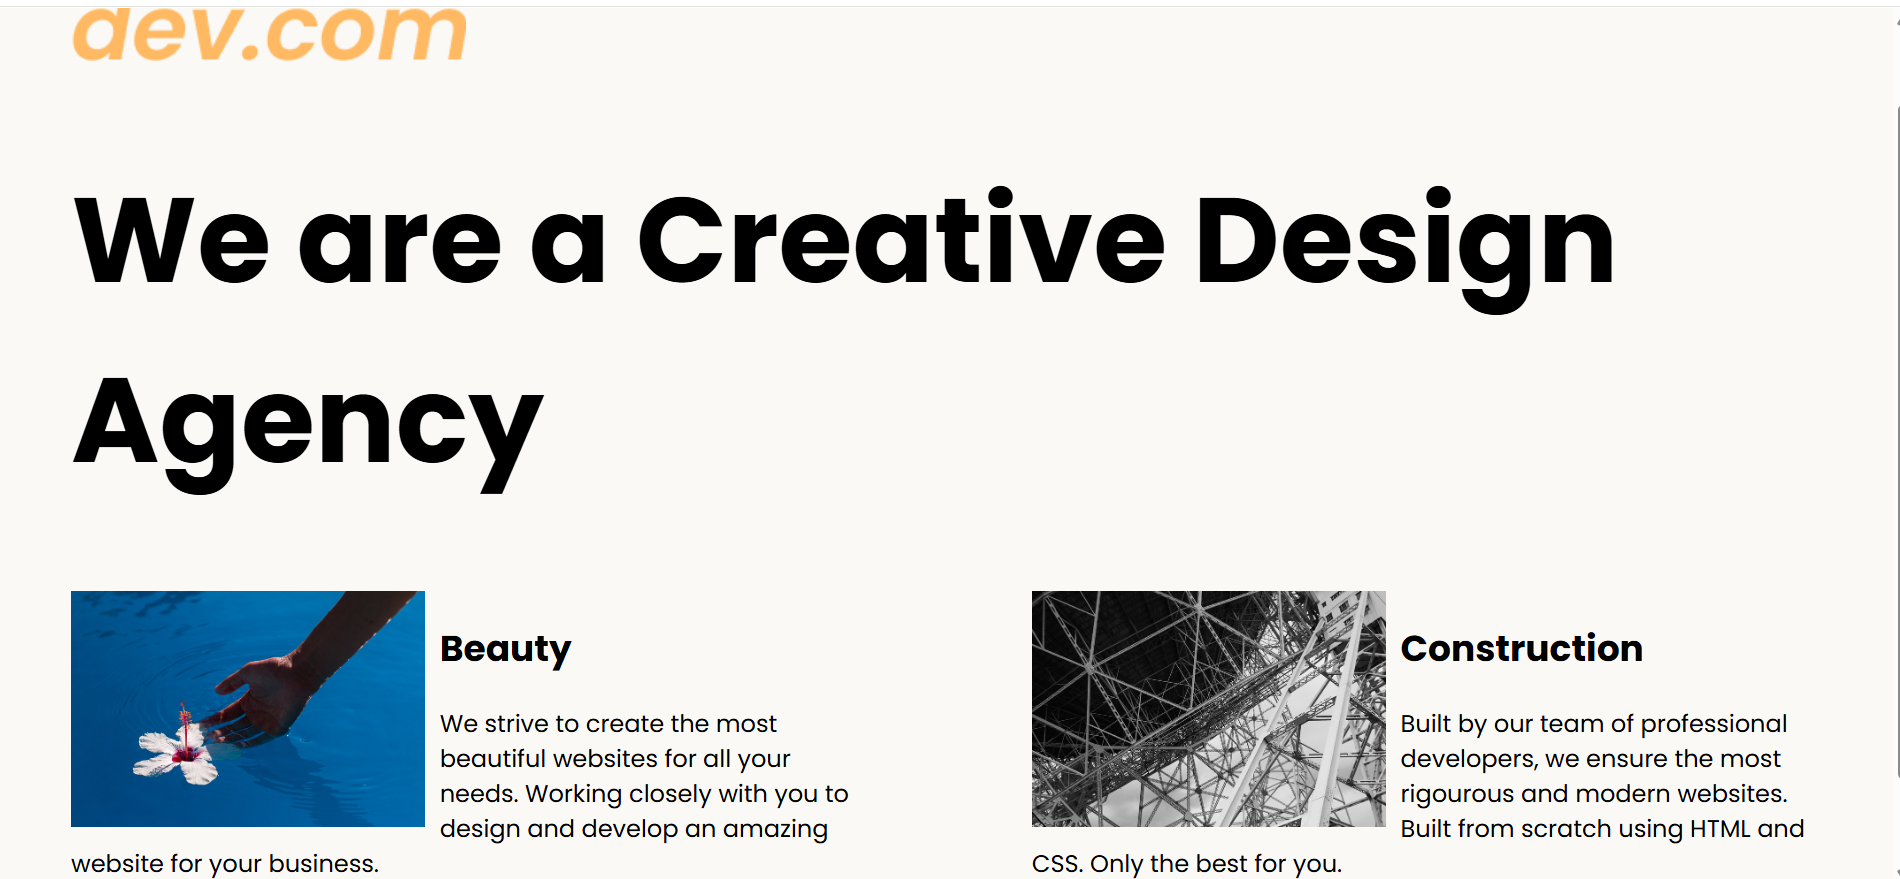 dev.com
We are a Creative Design
Agency
Beauty
We strive to create the most
beautiful websites for all your
needs. Working closely with you to
design and develop an amazing
website for your business.
Construction
Built by our team of professional
developers, we ensure the most
rigourous and modern websites.
Built from scratch using HTML and
CSS. Only the best for you.